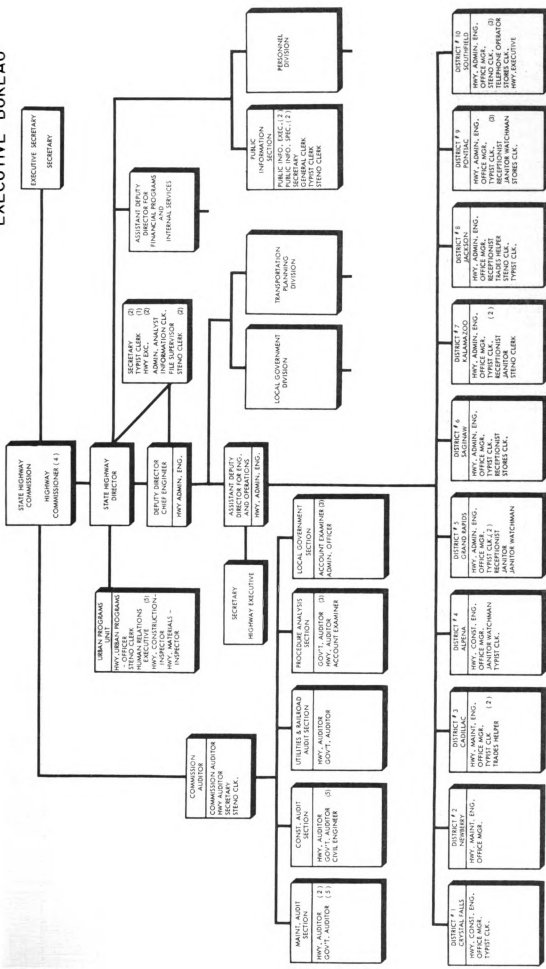 EXECUTIVE BUREAU
EXECUTIVE SECRETARY
SECRETARY
STATE HIGHWAY
COMMISSION
HIGHWAY
COMMISSIONER (4)
STATE HIGHWAY
DIRECTOR
SECRETARY (2)
TYPIST CLERK (1)
HWY EXC. (2)
ADMIN. ANALYST
INFORMATION CLK.
FILE SUPERVISOR
STENO CLERK (2)
ASSISTANT DEPUTY
DIRECTOR FOR
FINANCIAL PROGRAMS
AND
INTERNAL SERVICES
PERSONNEL
DIVISION
PUBLIC
INFORMATION
SECTION
PUBLIC INFO. EXEC. (2)
PUBLIC INFO. SPEC. (2)
SECRETARY
GENERAL CLERK
TYPIST CLERK
STENO CLERK
URBAN PROGRAMS
UNIT
HWY. URBAN PROGRAMS
- OFFICER
STENO CLERK
HUMAN RELATIONS
EXECUTIVE (5)
HWY. CONSTRUCTION-
INSPECTOR
HWY. MATERIALS -
INSPECTOR
DEPUTY DIRECTOR
CHIEF ENGINEER
HWY ADMIN. ENG.
ASSISTANT DEPUTY
DIRECTOR FOR ENG.
AND OPERATIONS
HWY. ADMIN. ENG.
SECRETARY
HIGHWAY EXECUTIVE
LOCAL GOVERNMENT
DIVISION
TRANSPORTATION
PLANNING
DIVISION
COMMISSION
AUDITOR
COMMISSION AUDITOR
HWY AUDITOR
SECRETARY
STENO CLK.
MAINT. AUDIT
SECTION
HWY. AUDITOR (2)
GOV'T. AUDITOR (5)
CONST. AUDIT
SECTION
HWY. AUDITOR
GOV'T. AUDITOR (5)
CIVIL ENGINEER
UTILITIES & RAILROAD
AUDIT SECTION
HWY. AUDITOR
GOV'T. AUDITOR
PROCEDURE ANALYSIS
SECTION
GOV'T. AUDITOR (3)
HWY. AUDITOR
ACCOUNT EXAMINER
LOCAL GOVERNMENT
SECTION
ACCOUNT EXAMINER (3)
ADMIN. OFFICER
DISTRICT #1
CRYSTAL FALLS
HWY. CONST. ENG.
OFFICE MGR.
TYPIST CLK.
DISTRICT #2
NEWBERRY
HWY. MAINT. ENG.
OFFICE MGR.
DISTRICT #3
CADILLAC
HWY. MAINT. ENG.
OFFICE MGR.
TYPIST CLK (2)
TRADES HELPER
DISTRICT #4
ALPENA
HWY. CONST. ENG.
OFFICE MGR.
JANITOR WATCHMAN
TYPIST CLK.
DISTRICT #5
GRAND RAPIDS
HWY. ADMIN. ENG.
OFFICE MGR.
TYPIST CLK. (2)
RECEPTIONIST
JANITOR
JANITOR WATCHMAN
DISTRICT #6
SAGINAW
HWY. ADMIN. ENG.
OFFICE MGR.
TYPIST CLK.
RECEPTIONIST
STORES CLK.
DISTRICT #7
KALAMAZOO
HWY. ADMIN. ENG.
OFFICE MGR.
TYPIST CLK. (2)
RECEPTIONIST
JANITOR
STENO CLERK
DISTRICT #8
JACKSON
HWY. ADMIN. ENG.
OFFICE MGR.
RECEPTIONIST
TRADES HELPER
STENO CLK.
TYPIST CLK.
DISTRICT #9
PONTIAC
HWY. ADMIN. ENG.
OFFICE MGR.
TYPIST CLK. (3)
RECEPTIONIST
JANITOR WATCHMAN
STORES CLK.
DISTRICT #10
SOUTHFIELD
HWY. ADMIN. ENG.
OFFICE MGR.
STENO CLK. (3)
TELEPHONE OPERATOR
STORES CLK.
HWY. EXECUTIVE